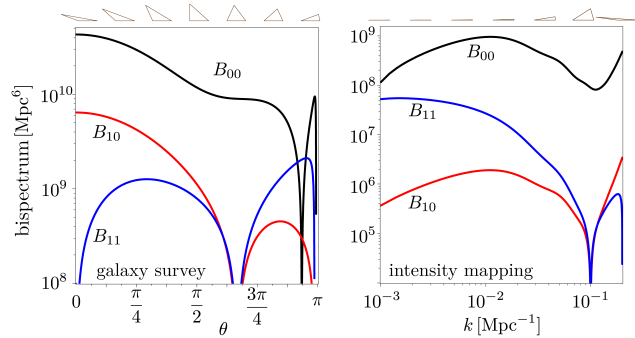 bispectrum [Mpc⁶]
10¹⁰
10⁹
10⁸
B₀₀
B₁₀
B₁₁
galaxy survey
0
π/4
π/2
3π/4
π
θ
10⁹
10⁸
10⁷
10⁶
10⁵
B₀₀
B₁₁
B₁₀
intensity mapping
10⁻³
10⁻²
10⁻¹
k [Mpc⁻¹]